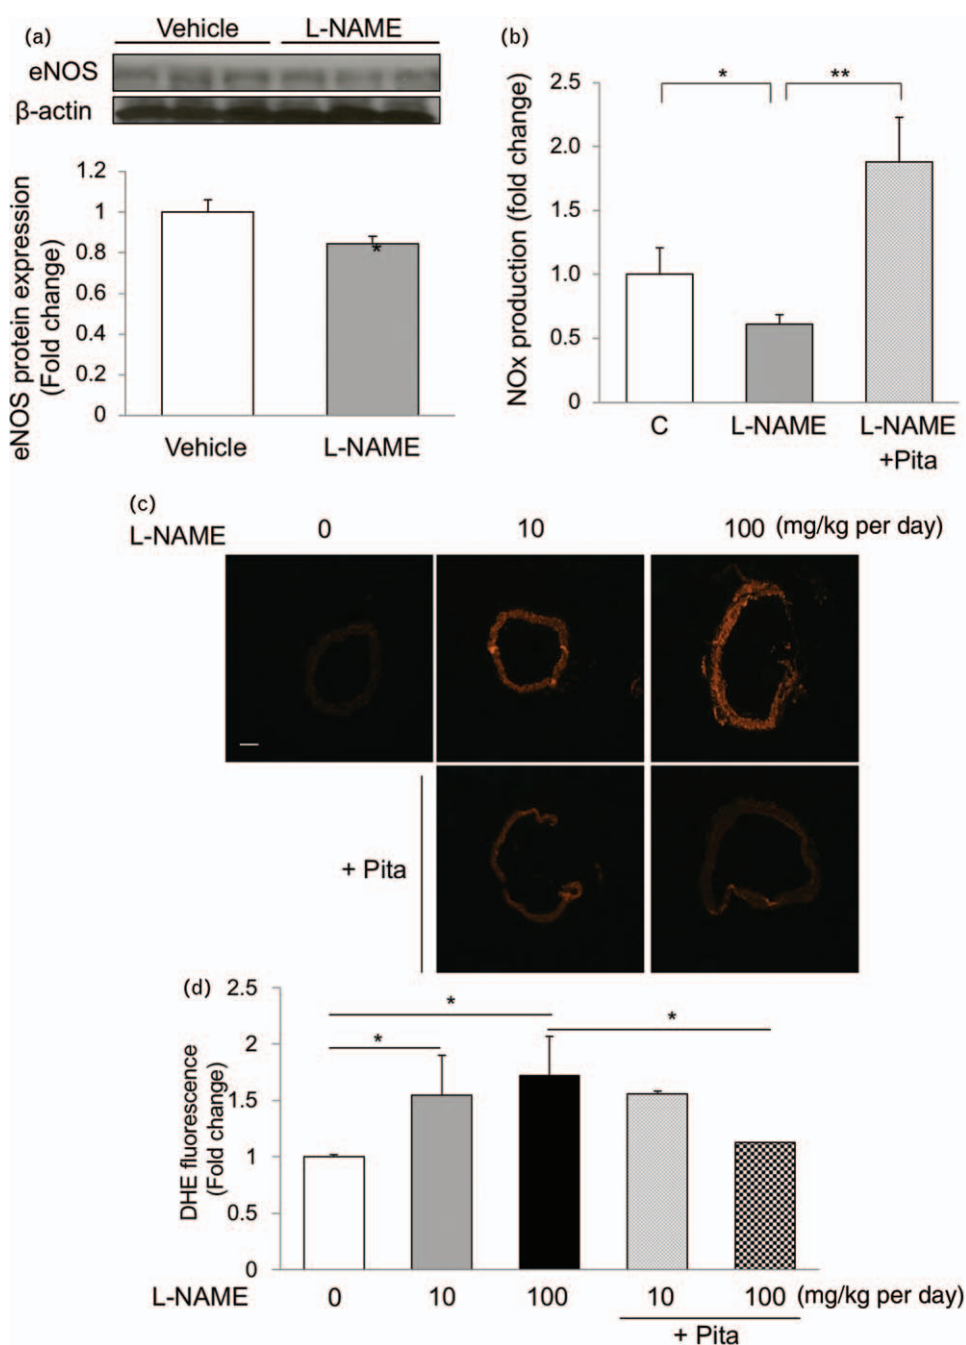 (a)
Vehicle L-NAME
eNOS
β-actin
eNOS protein expression
(Fold change)
1.2
1
0.8
0.6
0.4
0.2
0
*
Vehicle L-NAME
(b)
NOx production (fold change)
2.5
2.0
1.5
1.0
0.5
0
* **
C L-NAME L-NAME
+Pita
(c)
L-NAME 0 10 100 (mg/kg per day)
+ Pita
(d)
DHE fluorescence
(Fold change)
2.5
2
1.5
1
0.5
0
*
*
*
L-NAME 0 10 100 10 100 (mg/kg per day)
+ Pita